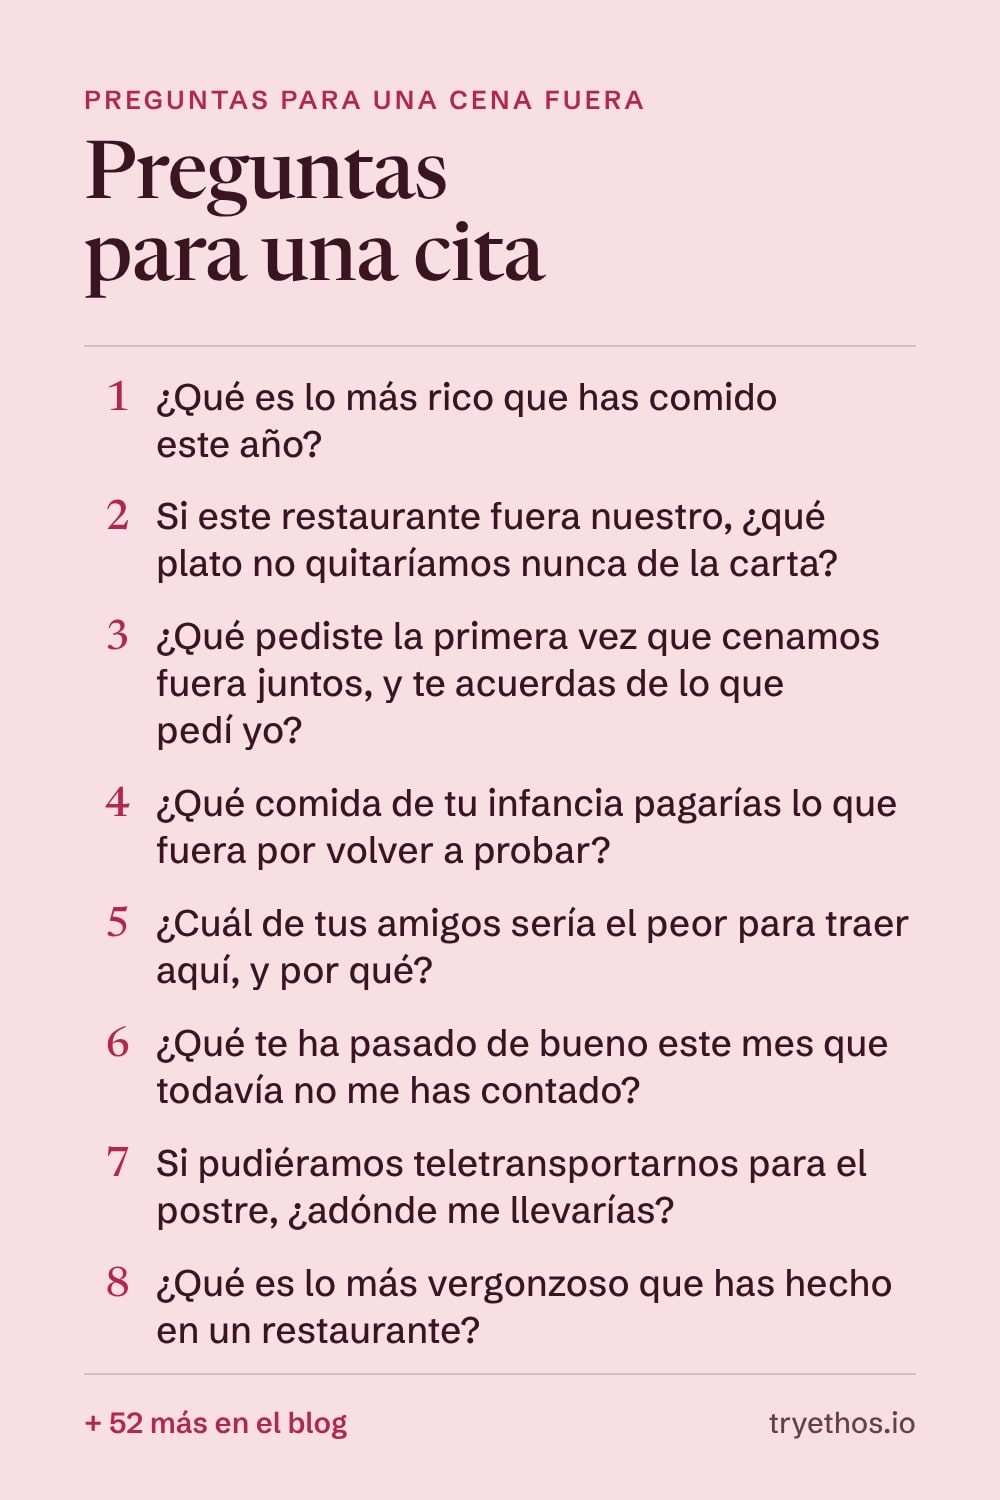 PREGUNTAS PARA UNA CENA FUERA
Preguntas
para una cita
1 ¿Qué es lo más rico que has comido
este año?
2 Si este restaurante fuera nuestro, ¿qué
plato no quitaríamos nunca de la carta?
3 ¿Qué pediste la primera vez que cenamos
fuera juntos, y te acuerdas de lo que
pedí yo?
4 ¿Qué comida de tu infancia pagarías lo que
fuera por volver a probar?
5 ¿Cuál de tus amigos sería el peor para traer
aquí, y por qué?
6 ¿Qué te ha pasado de bueno este mes que
todavía no me has contado?
7 Si pudiéramos teletransportarnos para el
postre, ¿adónde me llevarías?
8 ¿Qué es lo más vergonzoso que has hecho
en un restaurante?
+ 52 más en el blog
tryethos.io